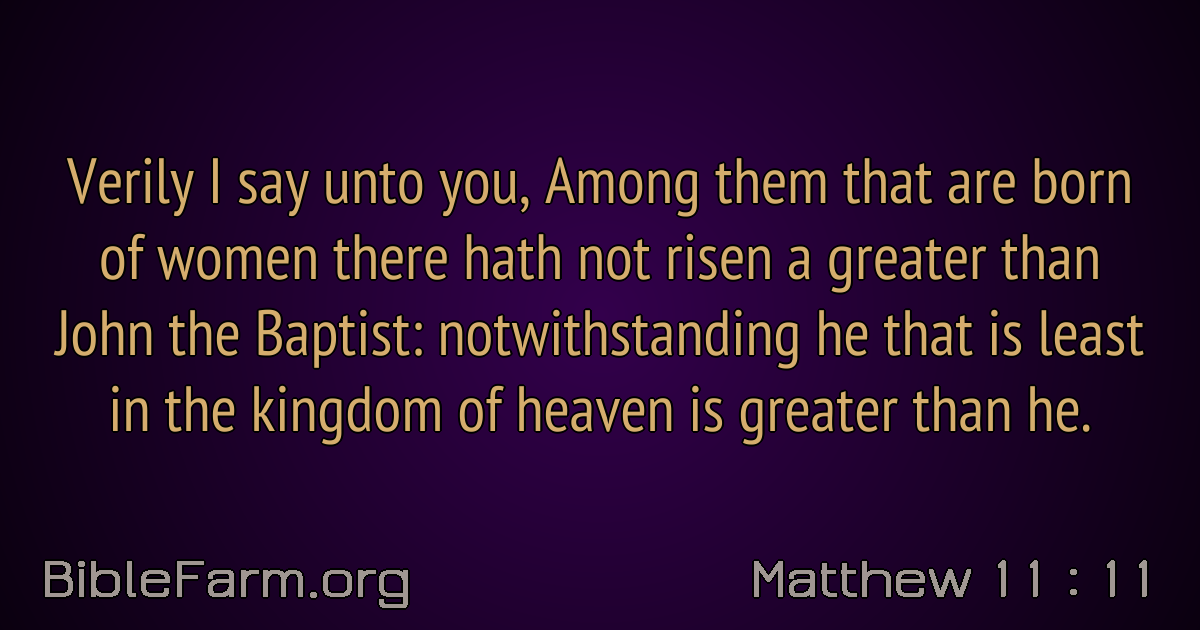 Verily I say unto you, Among them that are born
of women there hath not risen a greater than
John the Baptist: notwithstanding he that is least
in the kingdom of heaven is greater than he.
BibleFarm.org
Matthew 11 : 11